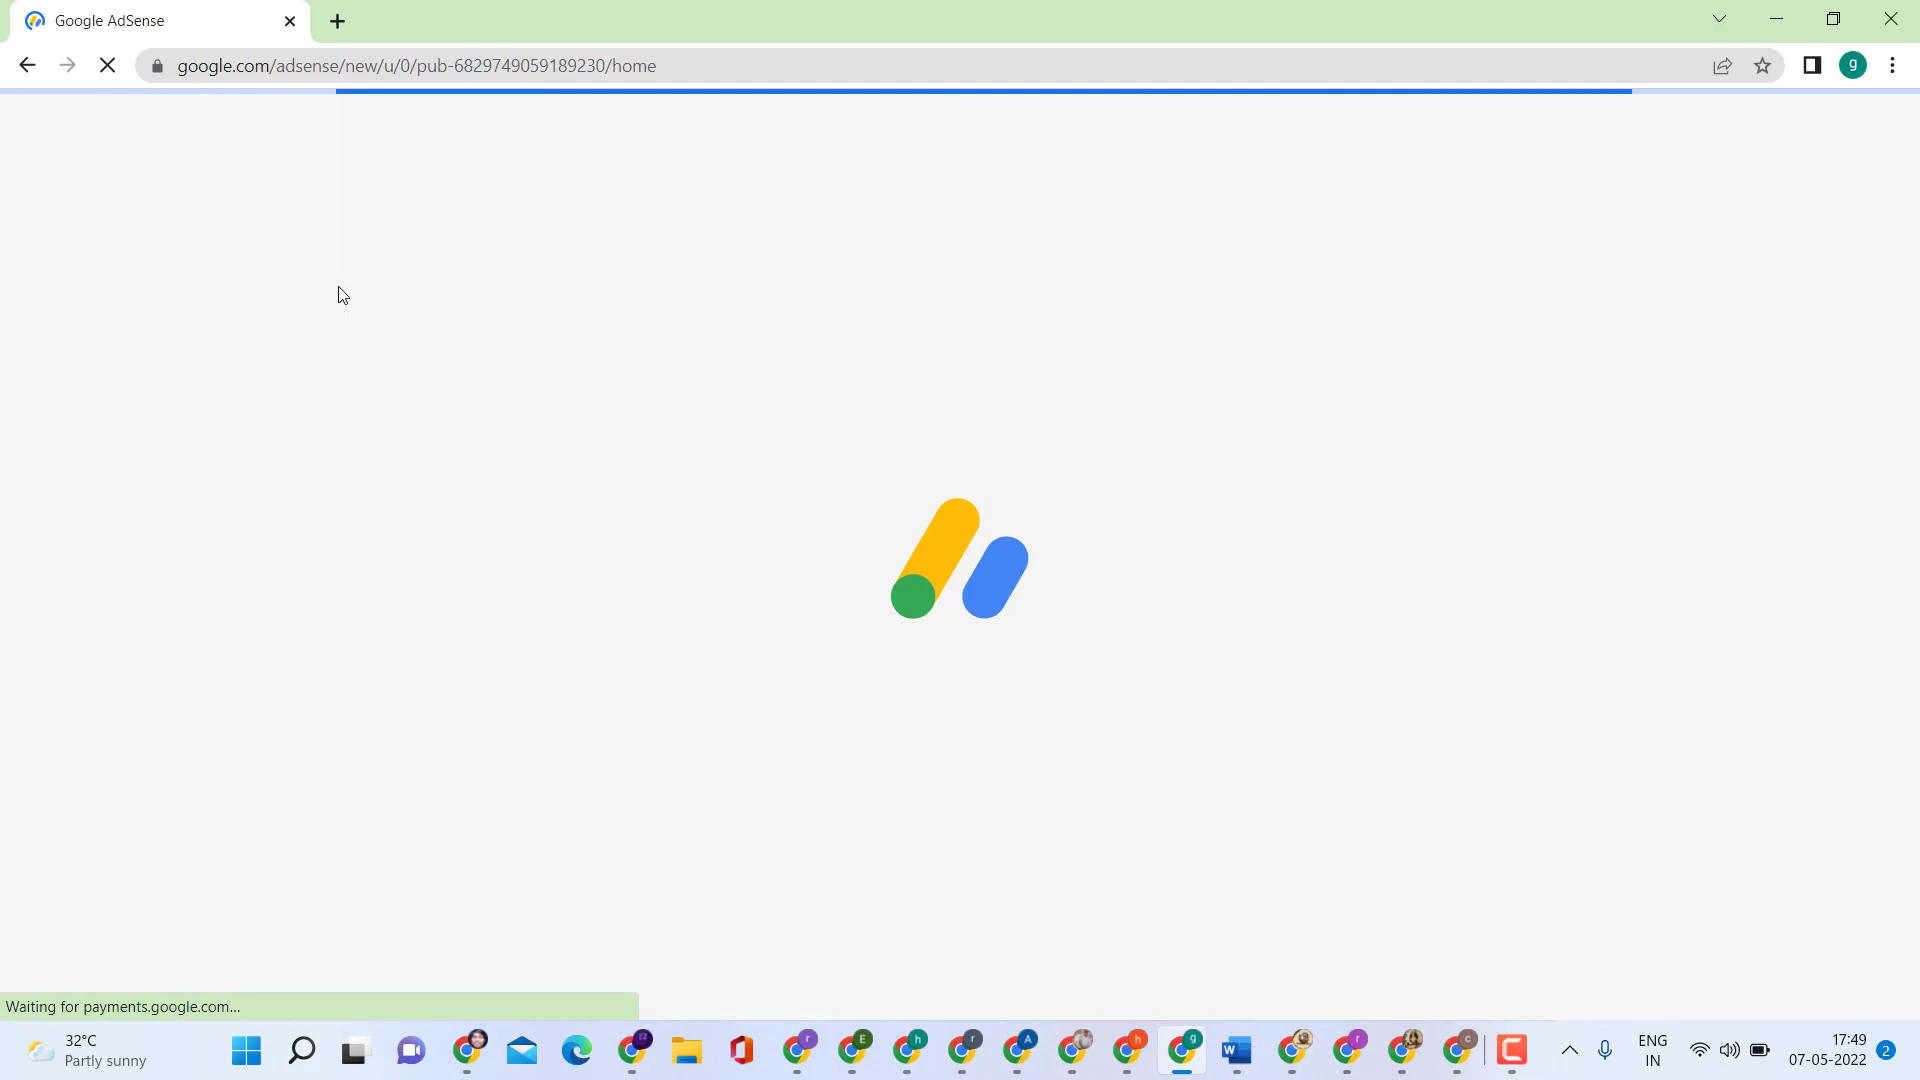 Google AdSense
google.com/adsense/new/u/0/pub-6829749059189230/home
g
Waiting for payments.google.com...
32°C
Partly sunny
r
E
h
r
A
h
g
W
r
c
ENG
IN
17:49
07-05-2022
2